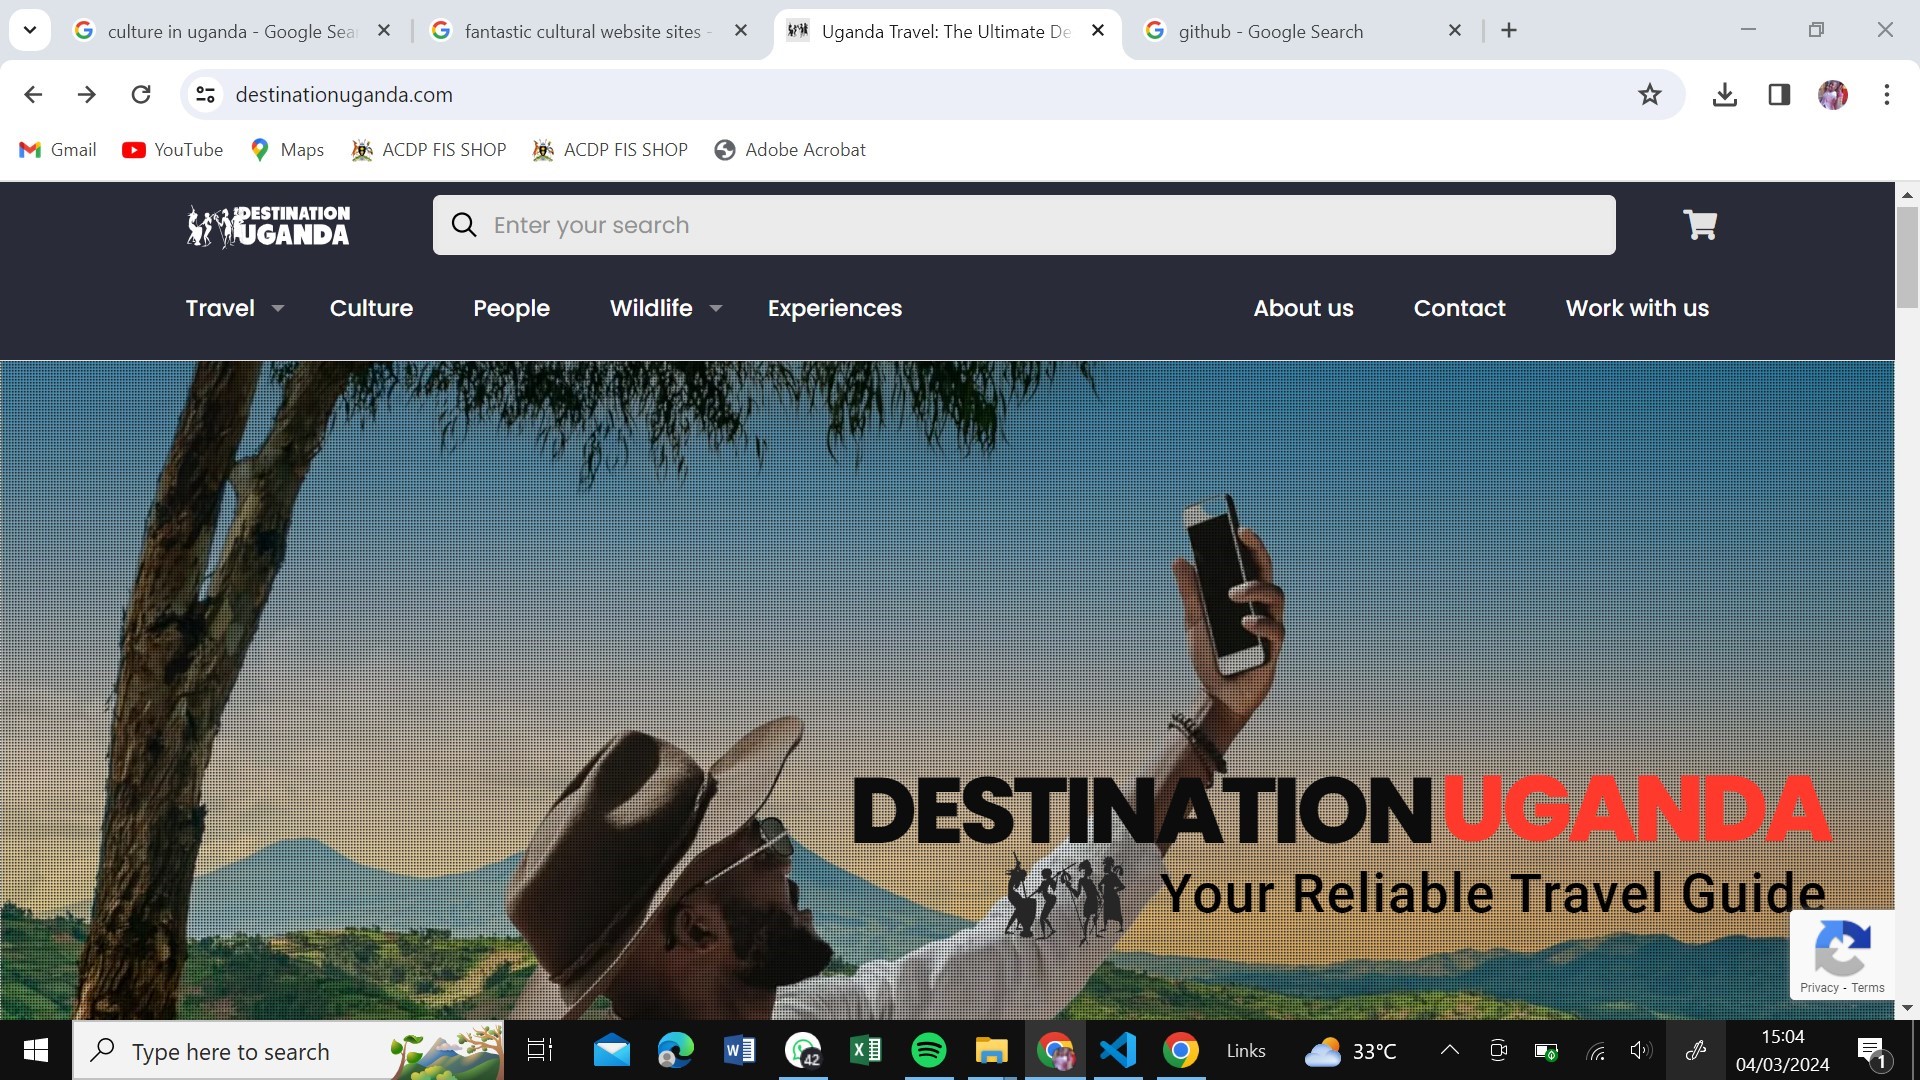 culture in uganda - Google Sear
fantastic cultural website sites -
Uganda Travel: The Ultimate De
github - Google Search
destinationuganda.com
Gmail
YouTube
Maps
ACDP FIS SHOP
ACDP FIS SHOP
Adobe Acrobat
DESTINATION
UGANDA
Enter your search
Travel
Culture
People
Wildlife
Experiences
About us
Contact
Work with us
DESTINATION UGANDA
Your Reliable Travel Guide
Privacy - Terms
Type here to search
42
Links
33°C
15:04
04/03/2024
1